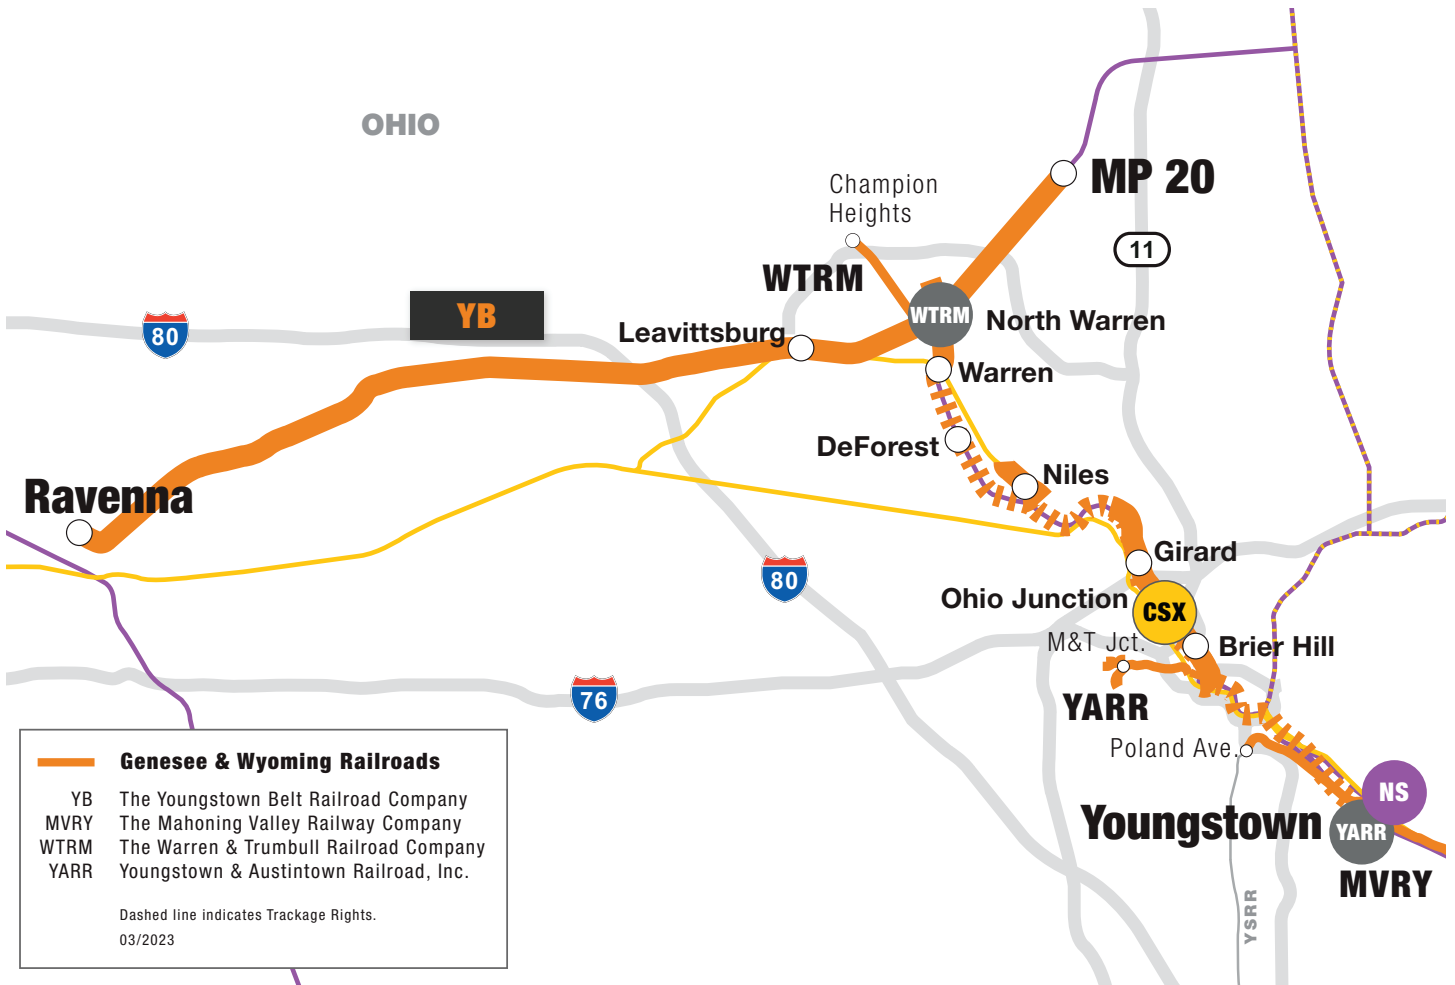 OHIO
MP 20
Champion
Heights
11
WTRM
YB
80
WTRM
North Warren
Leavittsburg
Warren
DeForest
Niles
Ravenna
Girard
80
Ohio Junction
CSX
M&T Jct.
Brier Hill
76
YARR
Poland Ave.
NS
Youngstown
YARR
MVRY
YSRR
Genesee & Wyoming Railroads
YB The Youngstown Belt Railroad Company
MVRY The Mahoning Valley Railway Company
WTRM The Warren & Trumbull Railroad Company
YARR Youngstown & Austintown Railroad, Inc.
Dashed line indicates Trackage Rights.
03/2023